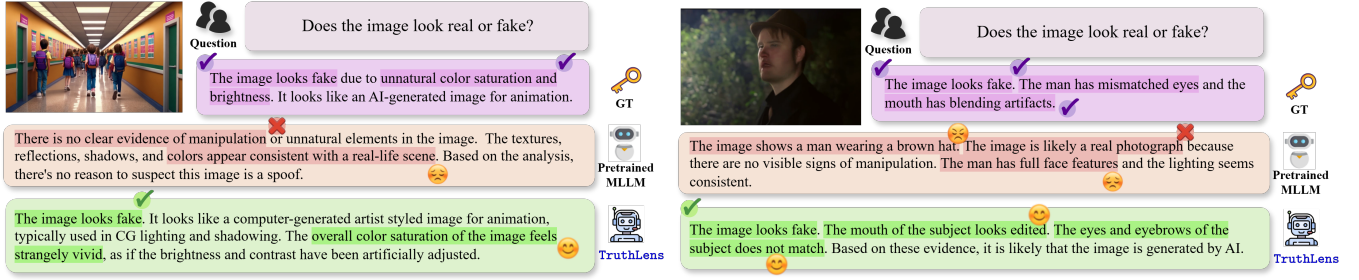 Does the image look real or fake?
Question
The image looks fake due to unnatural color saturation and
brightness. It looks like an AI-generated image for animation.
GT
There is no clear evidence of manipulation or unnatural elements in the image. The textures,
reflections, shadows, and colors appear consistent with a real-life scene. Based on the analysis,
there's no reason to suspect this image is a spoof.
Pretrained
MLLM
The image looks fake. It looks like a computer-generated artist styled image for animation,
typically used in CG lighting and shadowing. The overall color saturation of the image feels
strangely vivid, as if the brightness and contrast have been artificially adjusted.
TruthLens
Does the image look real or fake?
Question
The image looks fake. The man has mismatched eyes and the
mouth has blending artifacts.
GT
The image shows a man wearing a brown hat. The image is likely a real photograph because
there are no visible signs of manipulation. The man has full face features and the lighting seems
consistent.
Pretrained
MLLM
The image looks fake. The mouth of the subject looks edited. The eyes and eyebrows of the
subject does not match. Based on these evidence, it is likely that the image is generated by AI.
TruthLens